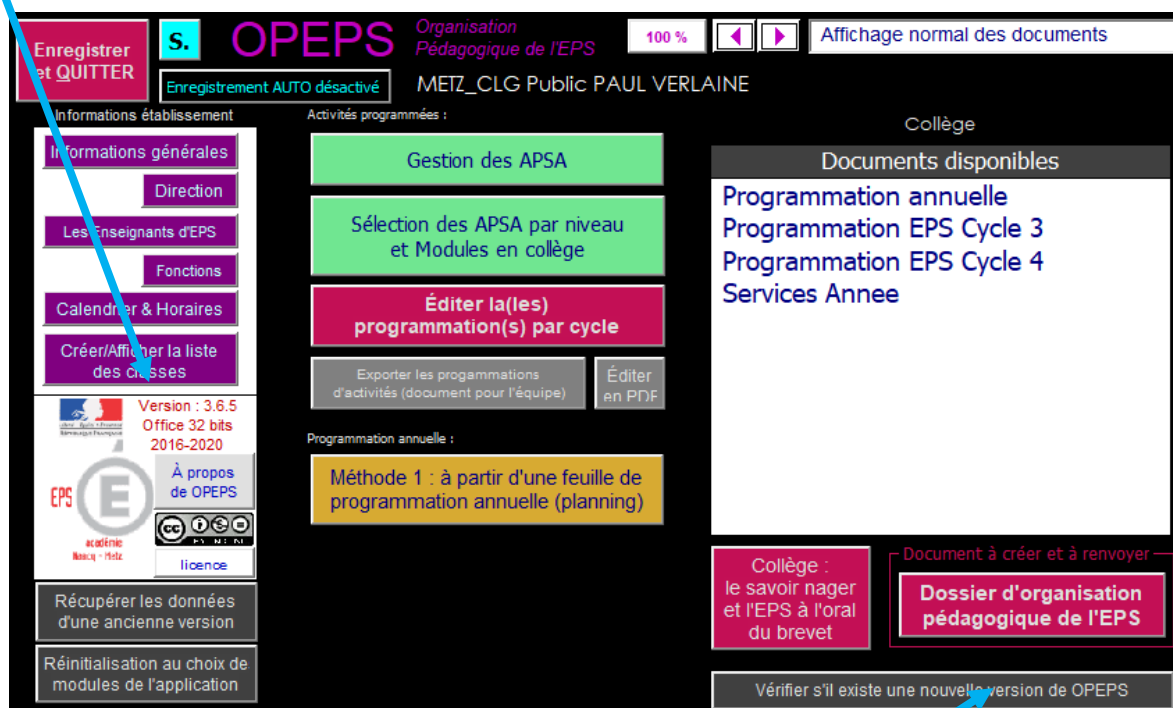 Enregistrer
et QUITTER
S.
OPEPS
Organisation
Pédagogique de l'EPS
100 %
Affichage normal des documents
Enregistrement AUTO désactivé
METZ_CLG Public PAUL VERLAINE
Informations établissement
Informations générales
Direction
Les Enseignants d'EPS
Fonctions
Calendrier & Horaires
Créer/Afficher la liste
des classes
Version : 3.6.5
Office 32 bits
2016-2020
À propos
de OPEPS
EPS
académie
Nancy - Metz
cc
BY NC ND
licence
Récupérer les données
d'une ancienne version
Réinitialisation au choix de
modules de l'application
Activités programmées :
Gestion des APSA
Sélection des APSA par niveau
et Modules en collège
Éditer la(les)
programmation(s) par cycle
Exporter les progammations
d'activités (document pour l'équipe)
Éditer
en PDF
Programmation annuelle :
Méthode 1 : à partir d'une feuille de
programmation annuelle (planning)
Collège
Documents disponibles
Programmation annuelle
Programmation EPS Cycle 3
Programmation EPS Cycle 4
Services Annee
Collège :
le savoir nager
et l'EPS à l'oral
du brevet
Document à créer et à renvoyer
Dossier d'organisation
pédagogique de l'EPS
Vérifier s'il existe une nouvelle version de OPEPS